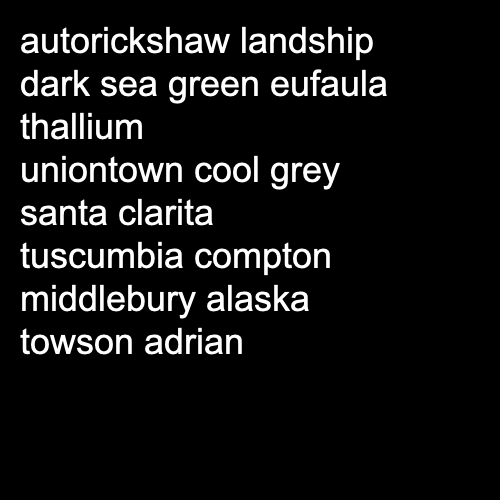 autorickshaw landship
dark sea green eufaula
thallium
uniontown cool grey
santa clarita
tuscumbia compton
middlebury alaska
towson adrian